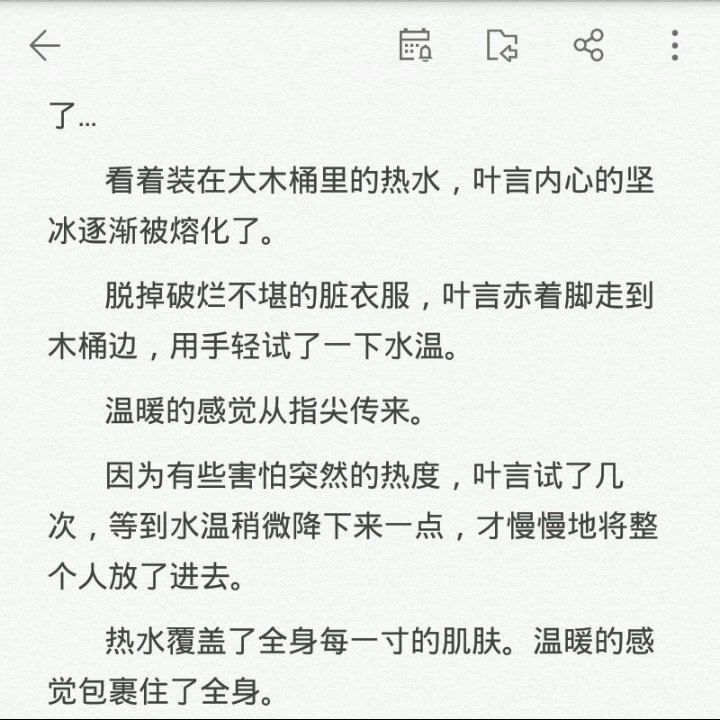 了...
看着装在大木桶里的热水，叶言内心的坚
冰逐渐被熔化了。
脱掉破烂不堪的脏衣服，叶言赤着脚走到
木桶边，用手轻试了一下水温。
温暖的感觉从指尖传来。
因为有些害怕突然的热度，叶言试了几
次，等到水温稍微降下来一点，才慢慢地将整
个人放了进去。
热水覆盖了全身每一寸的肌肤。温暖的感
觉包裹住了全身。